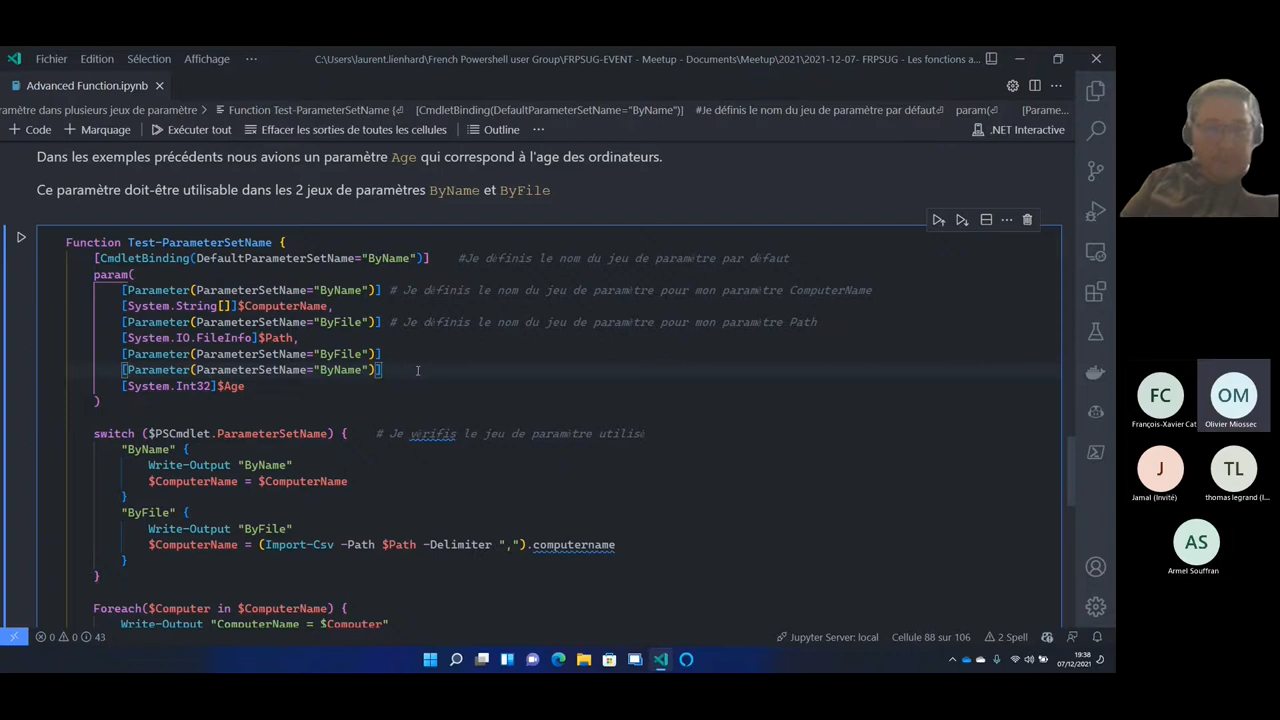 Fichier Edition Sélection Affichage ··· C:\Users\laurent.lienhard\French Powershell user Group\FRPSUG-EVENT - Meetup - Documents\Meetup\2021\2021-12-07- FRPSUG - Les fonctions a...
Advanced Function.ipynb
ramètre dans plusieurs jeux de paramètre > Function Test-ParameterSetName { [CmdletBinding(DefaultParameterSetName="ByName")] #Je définis le nom du jeu de paramètre par défaut param( [Parame...
+ Code + Marquage Exécuter tout Effacer les sorties de toutes les cellules Outline ··· .NET Interactive
Dans les exemples précédents nous avions un paramètre Age qui correspond à l'age des ordinateurs.
Ce paramètre doit-être utilisable dans les 2 jeux de paramètres ByName et ByFile
Function Test-ParameterSetName {
[CmdletBinding(DefaultParameterSetName="ByName")] #Je définis le nom du jeu de paramètre par défaut
param(
[Parameter(ParameterSetName="ByName")] # Je définis le nom du jeu de paramètre pour mon paramètre ComputerName
[System.String[]]$ComputerName,
[Parameter(ParameterSetName="ByFile")] # Je définis le nom du jeu de paramètre pour mon paramètre Path
[System.IO.FileInfo]$Path,
[Parameter(ParameterSetName="ByFile")]
[Parameter(ParameterSetName="ByName")]
[System.Int32]$Age
)
switch ($PSCmdlet.ParameterSetName) { # Je vérifis le jeu de paramètre utilisé
"ByName" {
Write-Output "ByName"
$ComputerName = $ComputerName
}
"ByFile" {
Write-Output "ByFile"
$ComputerName = (Import-Csv -Path $Path -Delimiter ",").computername
}
}
Foreach($Computer in $ComputerName) {
Write-Output "ComputerName = $Computer"
0 0 43 Jupyter Server: local Cellule 88 sur 106 2 Spell
19:38
07/12/2021
FC OM
François-Xavier Cat Olivier Miossec
J TL
Jamal (Invité) thomas legrand (I...
AS
Armel Souffran